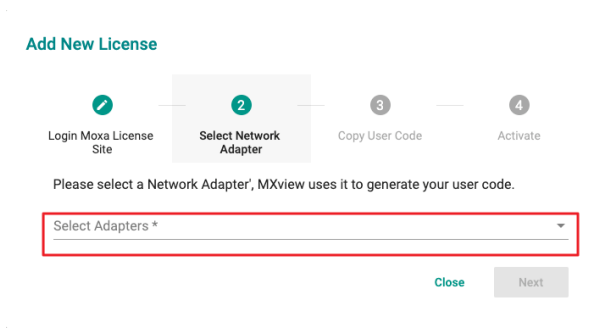 Add New License
2
3
4
Login Moxa License
Site
Select Network
Adapter
Copy User Code
Activate
Please select a Network Adapter', MXview uses it to generate your user code.
Select Adapters *
Close
Next